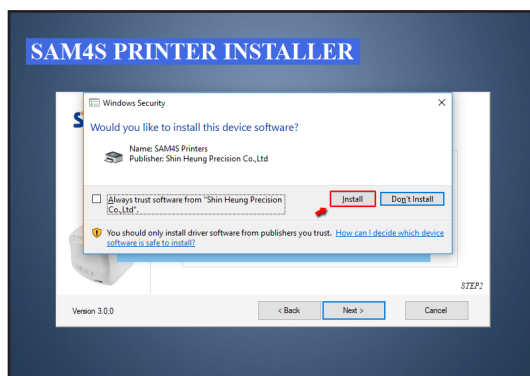 SAM4S PRINTER INSTALLER
S
Windows Security
Would you like to install this device software?
Name: SAM4S Printers
Publisher: Shin Heung Precision Co.,Ltd
Always trust software from "Shin Heung Precision
Co.,Ltd".
Install
Don't Install
You should only install driver software from publishers you trust. How can I decide which device
software is safe to install?
STEP2
Version 3.0.0
< Back
Next >
Cancel